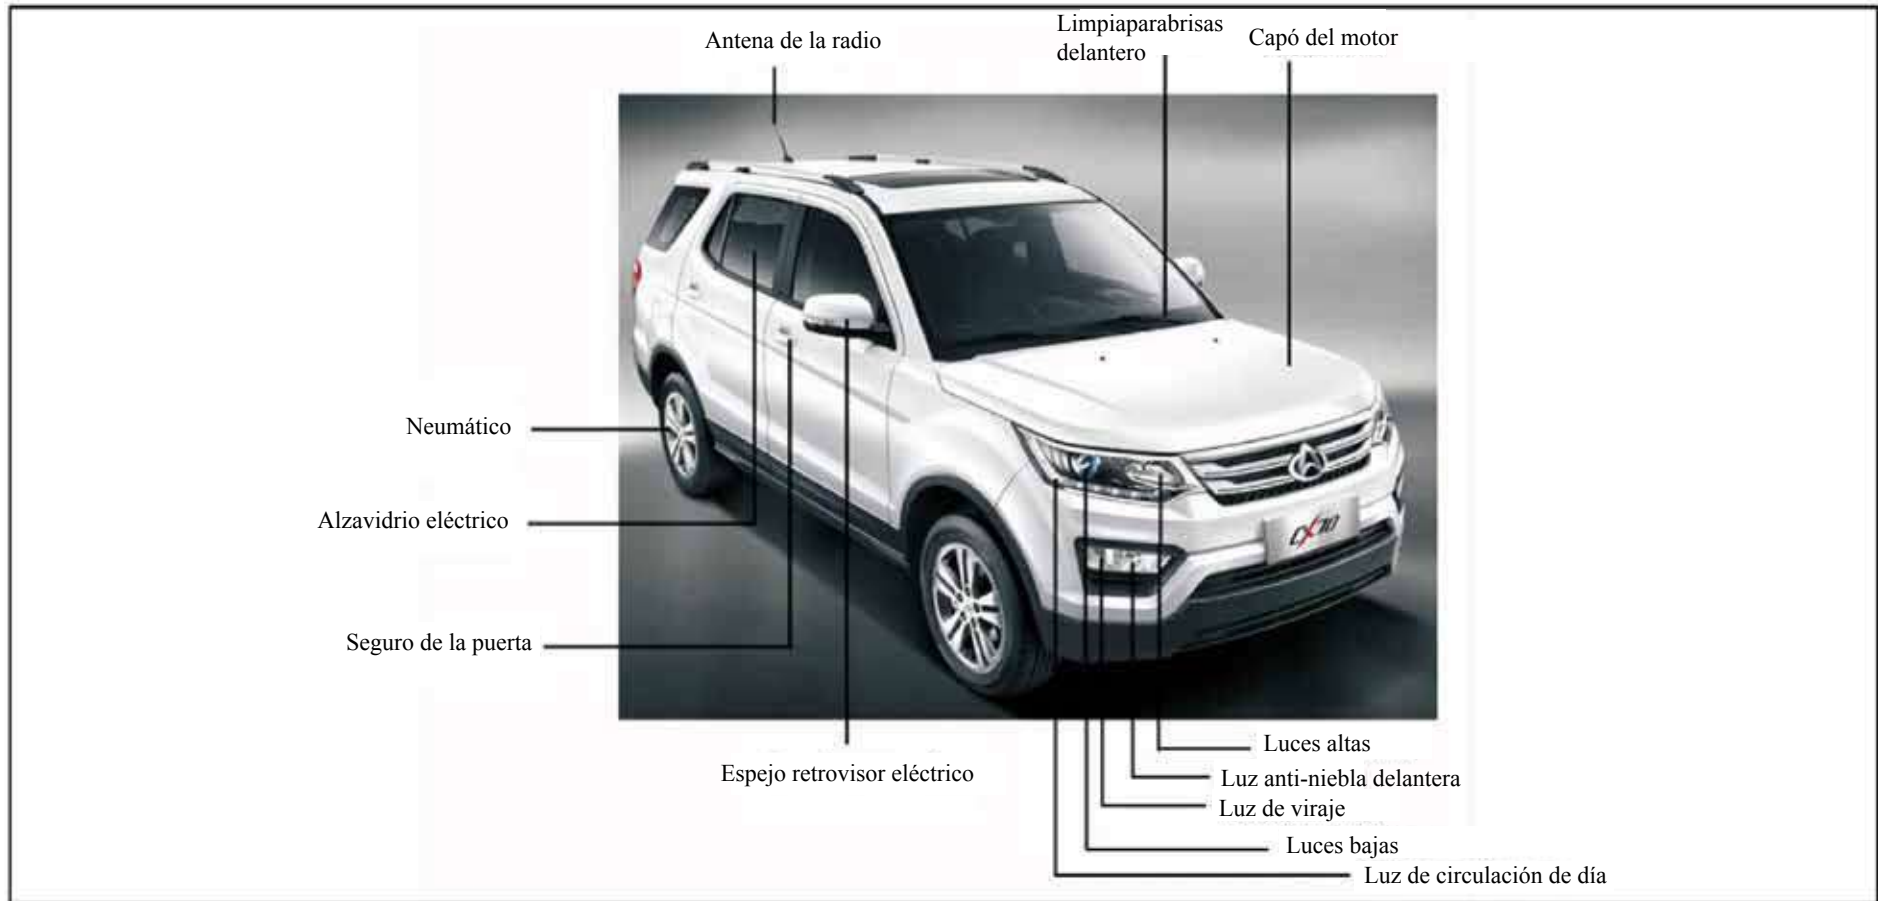 Limpiaparabrisas
delantero
Antena de la radio
Capó del motor
CX70
Neumático
Alzavidrio eléctrico
Seguro de la puerta
Espejo retrovisor eléctrico
Luces altas
Luz anti-niebla delantera
Luz de viraje
Luces bajas
Luz de circulación de día